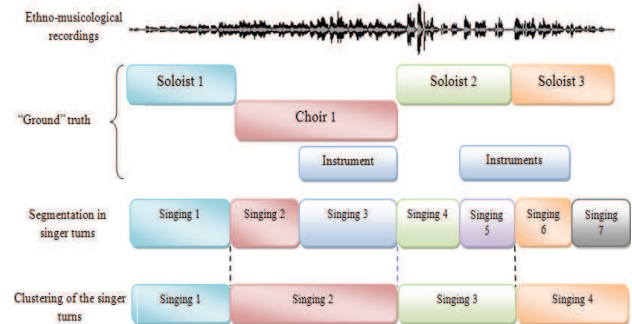 Ethno-musicological
recordings
Soloist 1
Soloist 2
Soloist 3
"Ground" truth
Choir 1
Instrument
Instruments
Segmentation in
singer turns
Singing 1
Singing 2
Singing 3
Singing 4
Singing
5
Singing
6
Singing
7
Clustering of the singer
turns
Singing 1
Singing 2
Singing 3
Singing 4